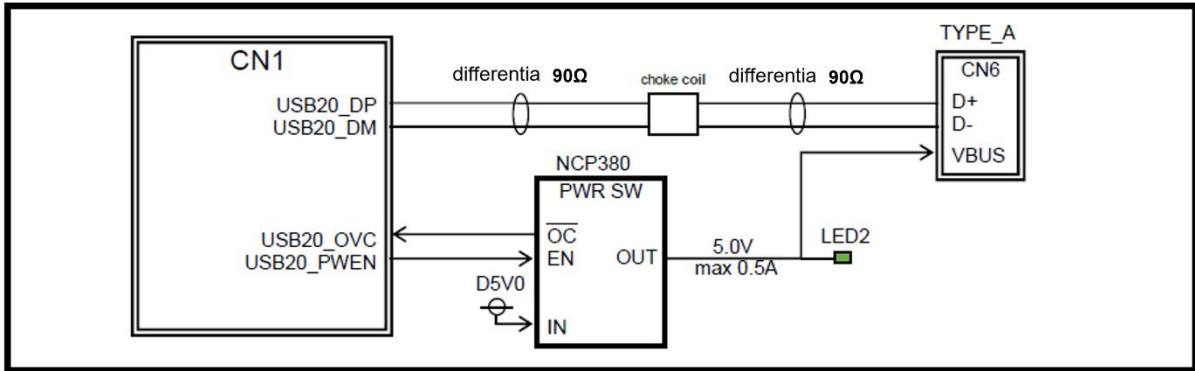 TYPE_A
CN1
differentia 90Ω
choke coil
differentia 90Ω
CN6
USB20_DP
D+
USB20_DM
D-
VBUS
NCP380
PWR SW
USB20_OVC
OC
USB20_PWEN
EN
OUT
5.0V
max 0.5A
LED2
D5V0
IN